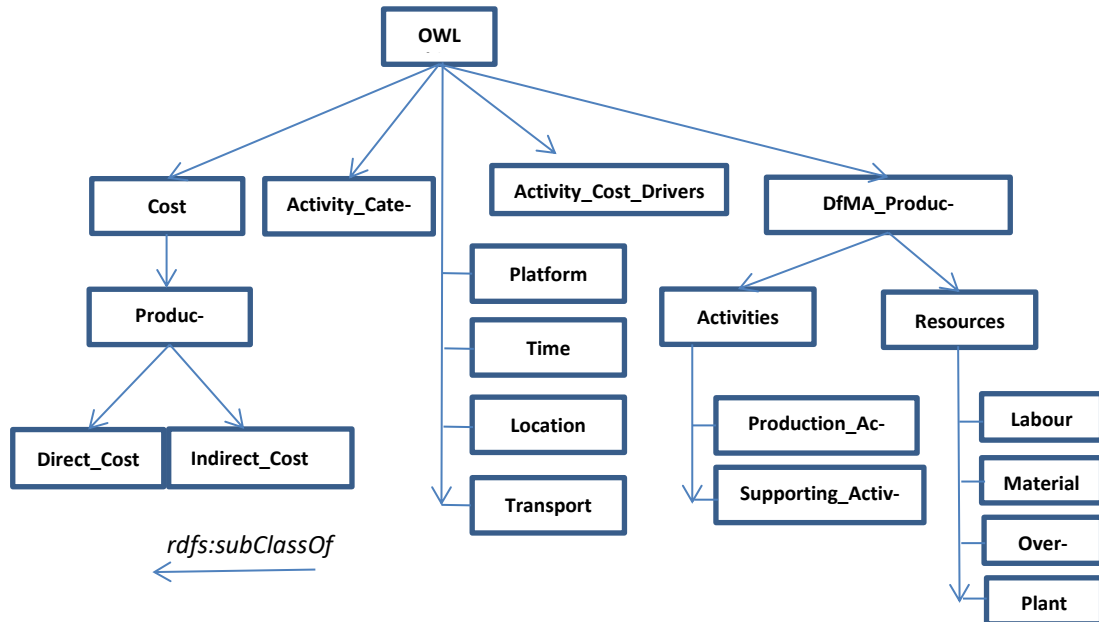 OWL
Cost
Activity_Cate-
Activity_Cost_Drivers
DfMA_Produc-
Platform
Produc-
Activities
Resources
Time
Direct_Cost
Indirect_Cost
Location
Production_Ac-
Labour
Transport
Supporting_Activ-
Material
rdfs:subClassOf
Over-
Plant